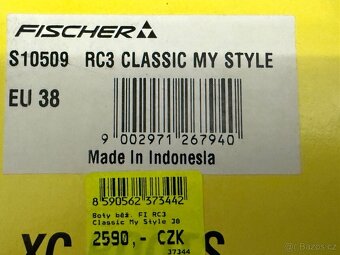 FISCHER
S10509 RC3 CLASSIC MY STYLE
EU 38
9 002971 267940
Made In Indonesia
8 590562 373442
Boty běž. FI RC3
Classic My Style 38
2590,- CZK
37344